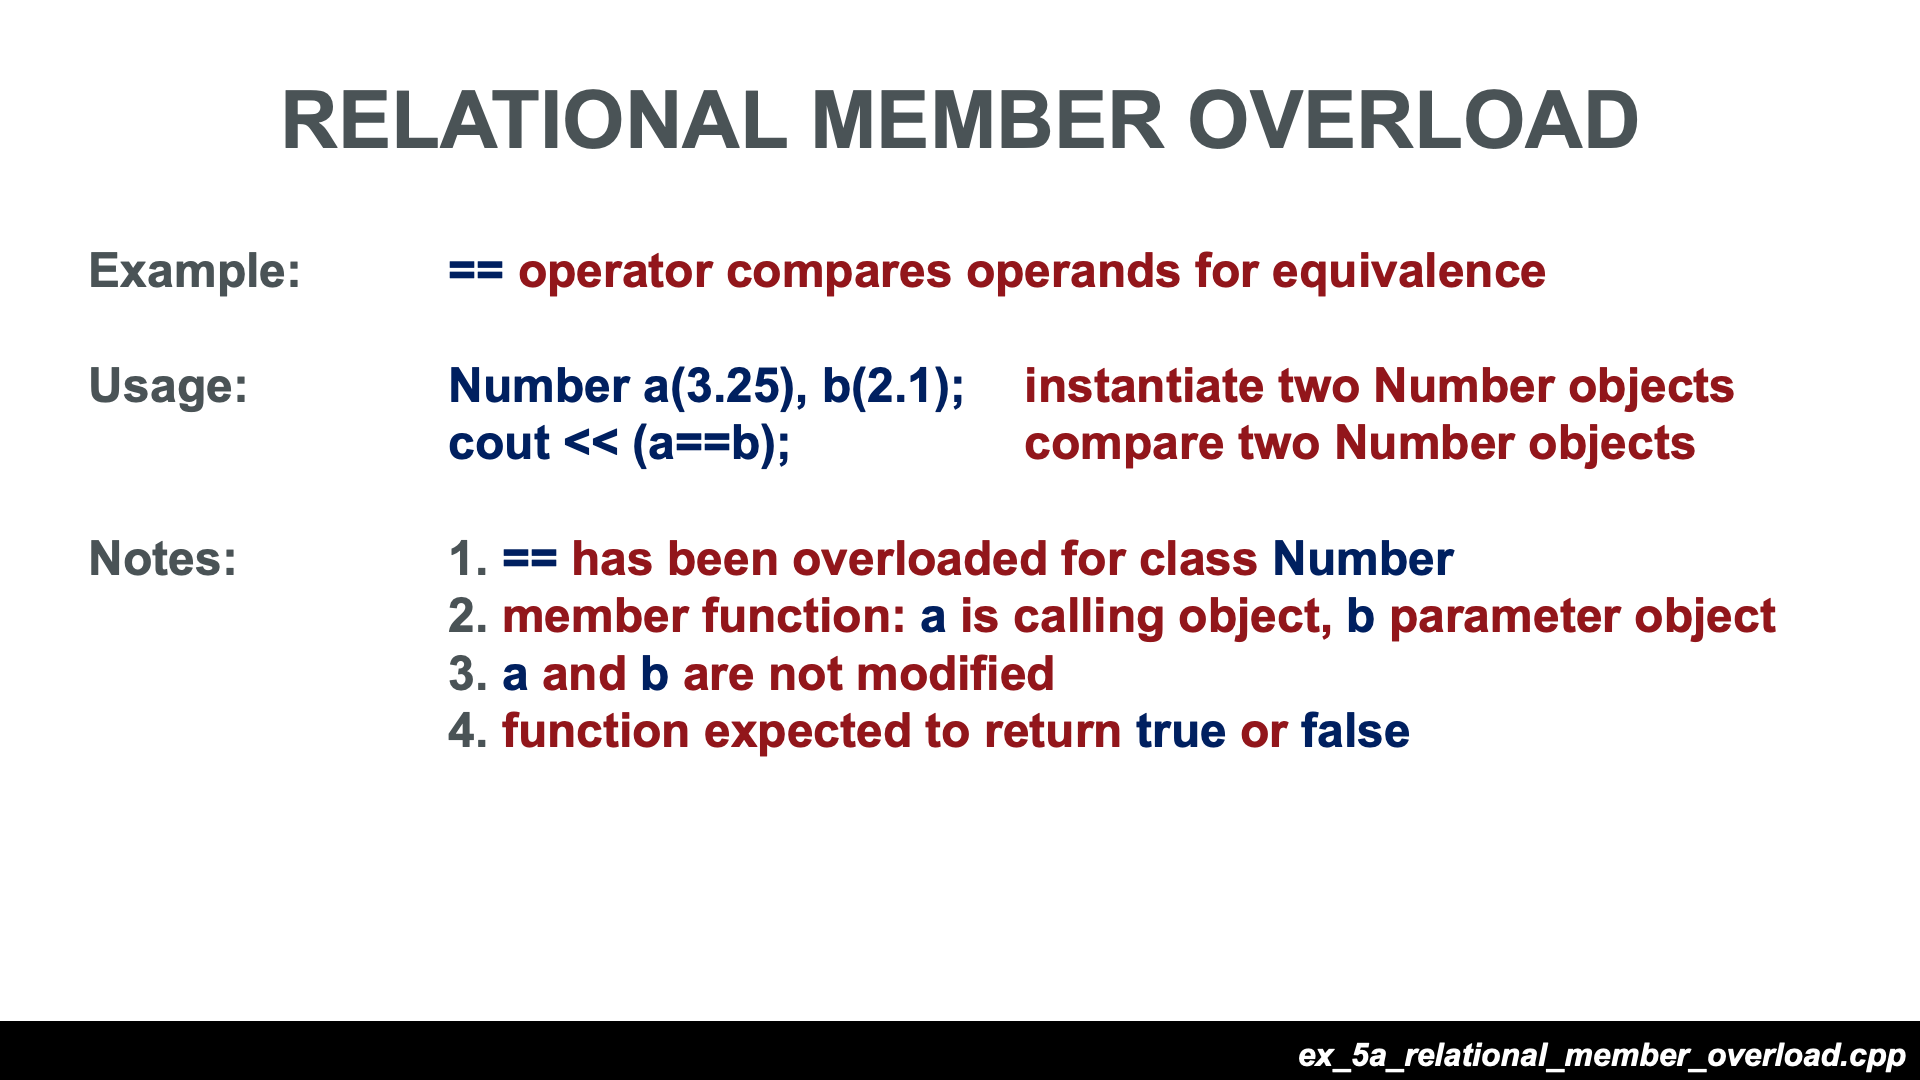 RELATIONAL MEMBER OVERLOAD
Example: == operator compares operands for equivalence
Usage: Number a(3.25), b(2.1); instantiate two Number objects
cout << (a==b); compare two Number objects
Notes: 1. == has been overloaded for class Number
2. member function: a is calling object, b parameter object
3. a and b are not modified
4. function expected to return true or false
ex_5a_relational_member_overload.cpp